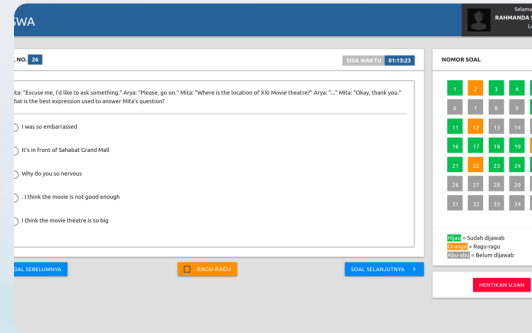 SWA
Selama
RAHMANDA S
NO. 26
SISA WAKTU 01:13:23
NOMOR SOAL
ita: "Excuse me, I'd like to ask something." Arya: "Please, go on." Mita: "Where is the location of XXI Movie theatre?" Arya: "..." Mita: "Okay, thank you."
hat is the best expression used to answer Mita's question?
I was so embarrassed
It's in front of Sahabat Grand Mall
Why do you so nervous
. I think the movie is not good enough
I think the movie theatre is so big
1 2 3 4
6 7 8 9
11 12 13 14
16 17 18 19
21 22 23 24
26 27 28 29
31 32 33 34
Hijau = Sudah dijawab
Orange = Ragu-ragu
Abu-abu = Belum dijawab
OAL SEBELUMNYA
RAGU-RAGU
SOAL SELANJUTNYA
HENTIKAN UJIAN